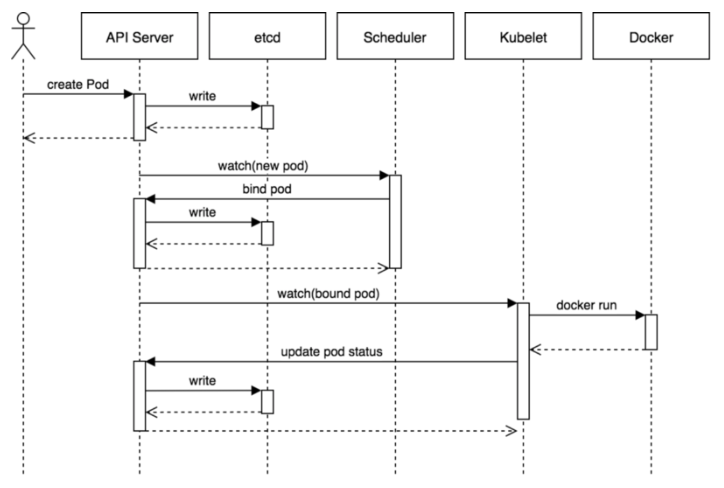 API Server
etcd
Scheduler
Kubelet
Docker
create Pod
write
watch(new pod)
bind pod
write
watch(bound pod)
docker run
update pod status
write